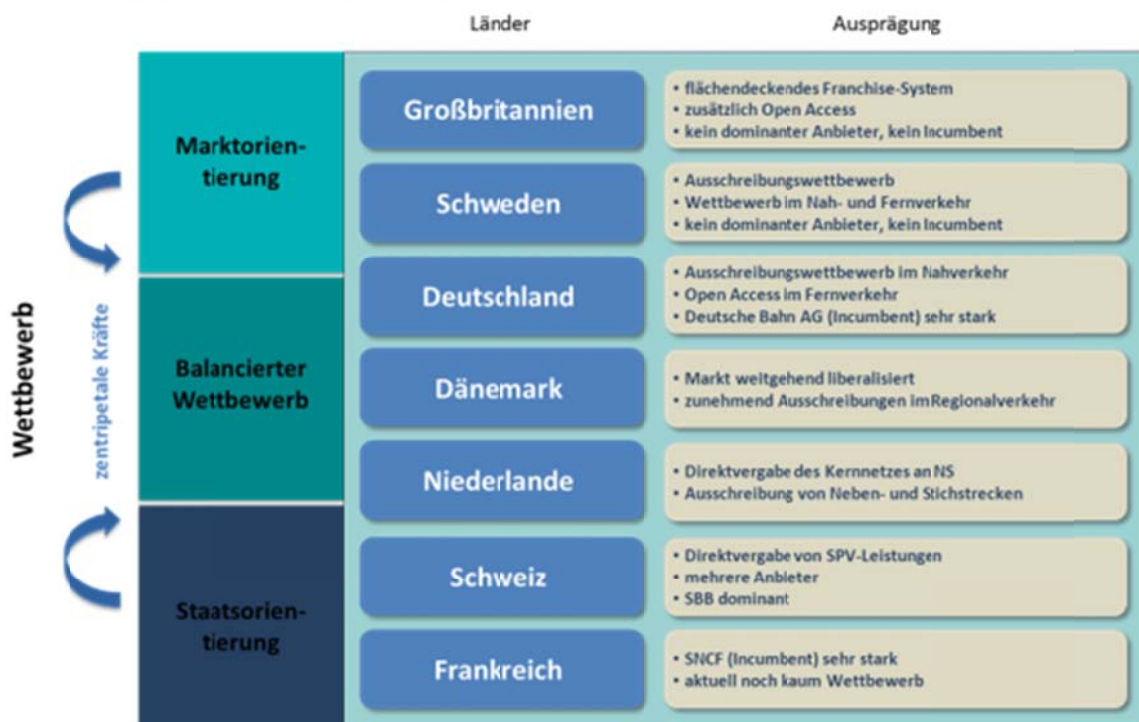 Länder
Ausprägung
Wettbewerb
zentripetale Kräfte
Marktorien-
tierung
Großbritannien
• flächendeckendes Franchise-System
• zusätzlich Open Access
• kein dominanter Anbieter, kein Incumbent
Schweden
• Ausschreibungswettbewerb
• Wettbewerb im Nah- und Fernverkehr
• kein dominanter Anbieter, kein Incumbent
Balancierter
Wettbewerb
Deutschland
• Ausschreibungswettbewerb im Nahverkehr
• Open Access im Fernverkehr
• Deutsche Bahn AG (Incumbent) sehr stark
Dänemark
• Markt weitgehend liberalisiert
• zunehmend Ausschreibungen im Regionalverkehr
Niederlande
• Direktvergabe des Kernnetzes an NS
• Ausschreibung von Neben- und Stichstrecken
Staatsorien-
tierung
Schweiz
• Direktvergabe von SPV-Leistungen
• mehrere Anbieter
• SBB dominant
Frankreich
• SNCF (Incumbent) sehr stark
• aktuell noch kaum Wettbewerb